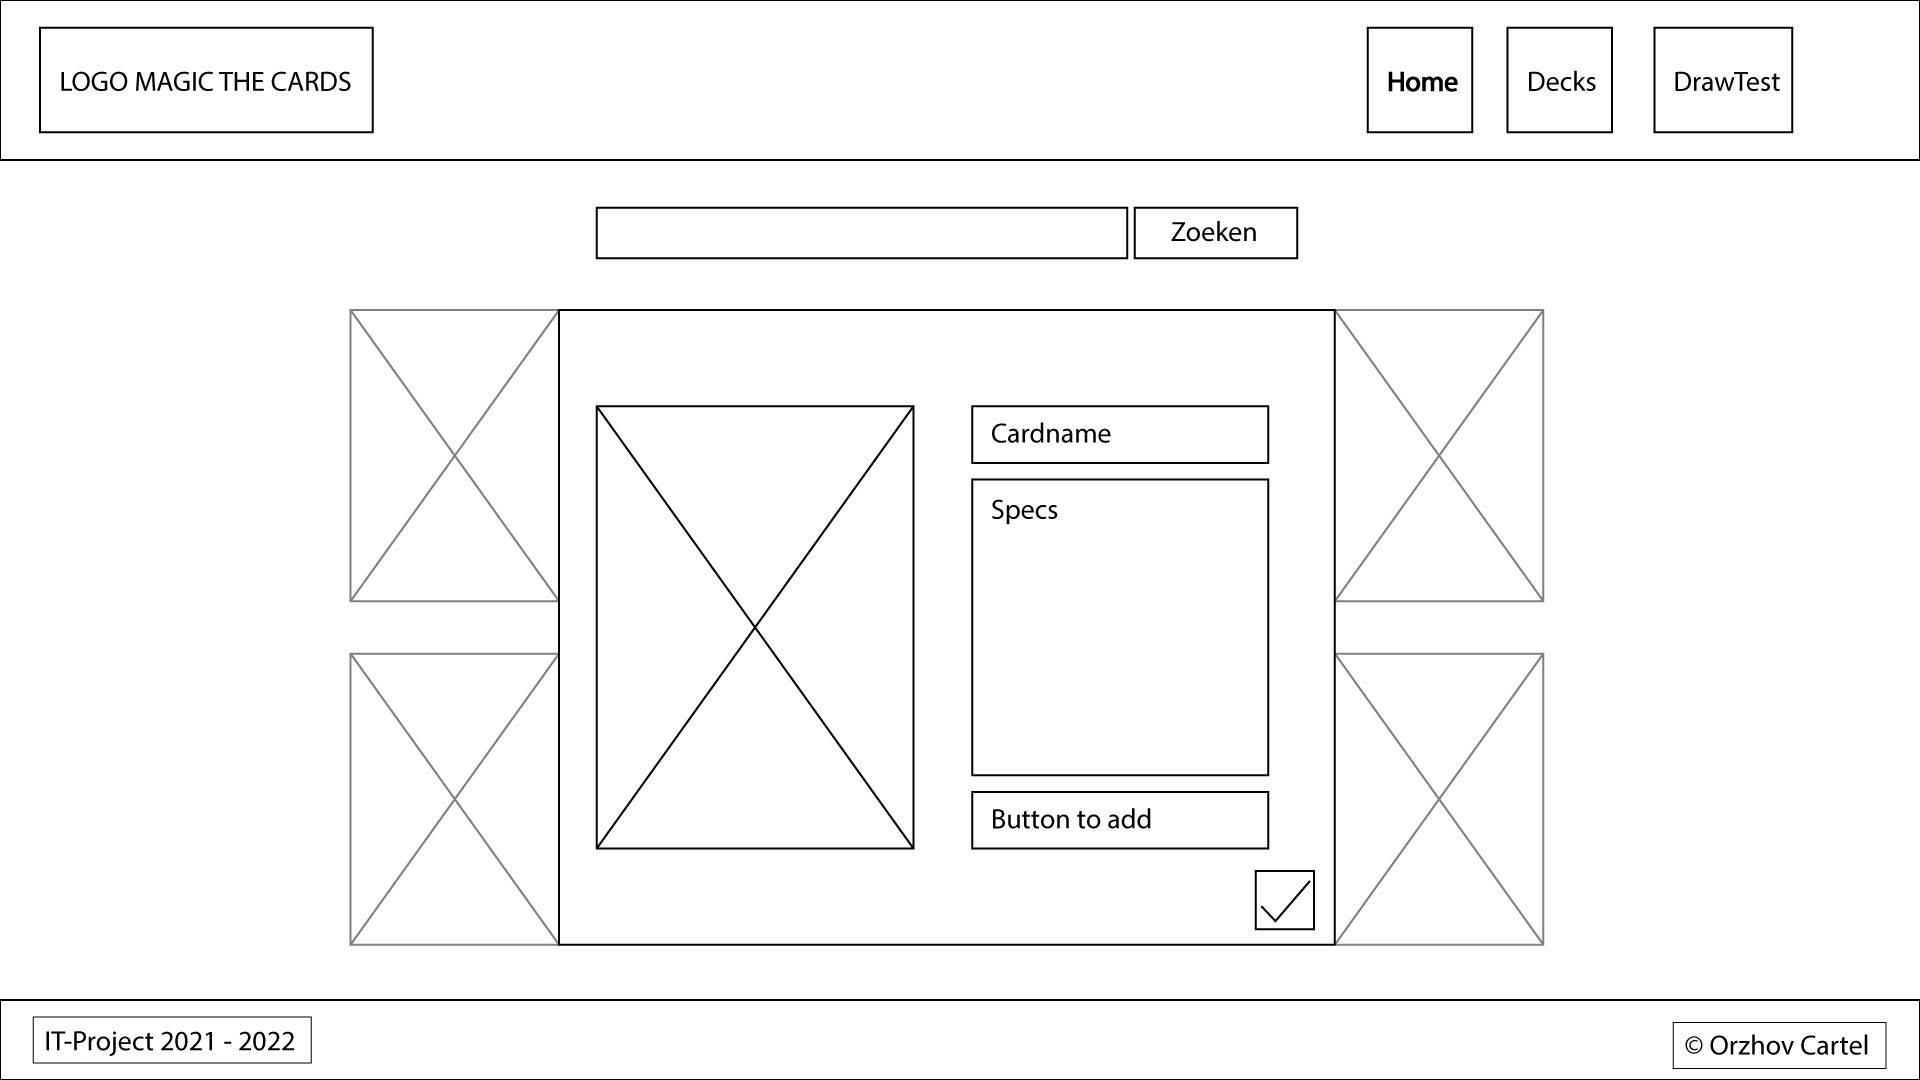 LOGO MAGIC THE CARDS
Home
Decks
DrawTest
Zoeken
Cardname
Specs
Button to add
IT-Project 2021 - 2022
© Orzhov Cartel